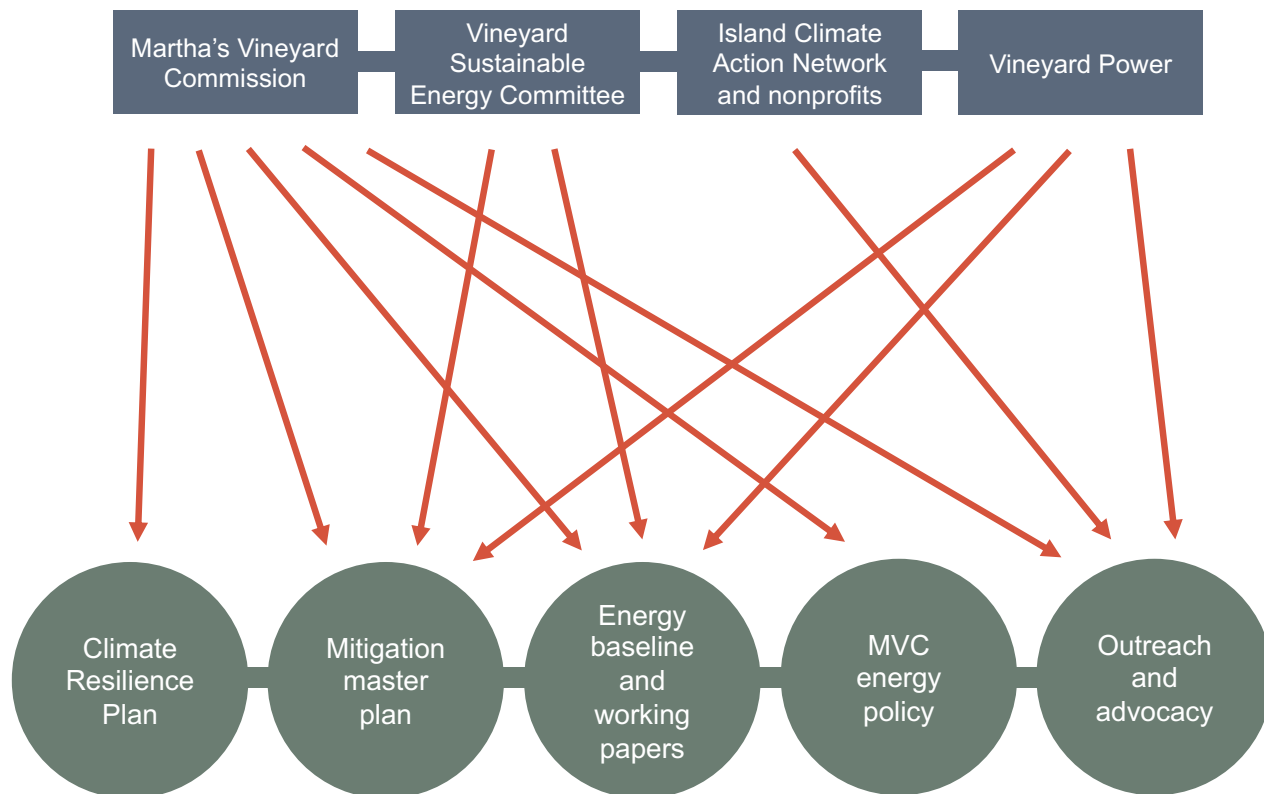 Martha’s Vineyard
Commission
Vineyard
Sustainable
Energy Committee
Island Climate
Action Network
and nonprofits
Vineyard Power
Climate
Resilience
Plan
Mitigation
master
plan
Energy
baseline
and
working
papers
MVC
energy
policy
Outreach
and
advocacy